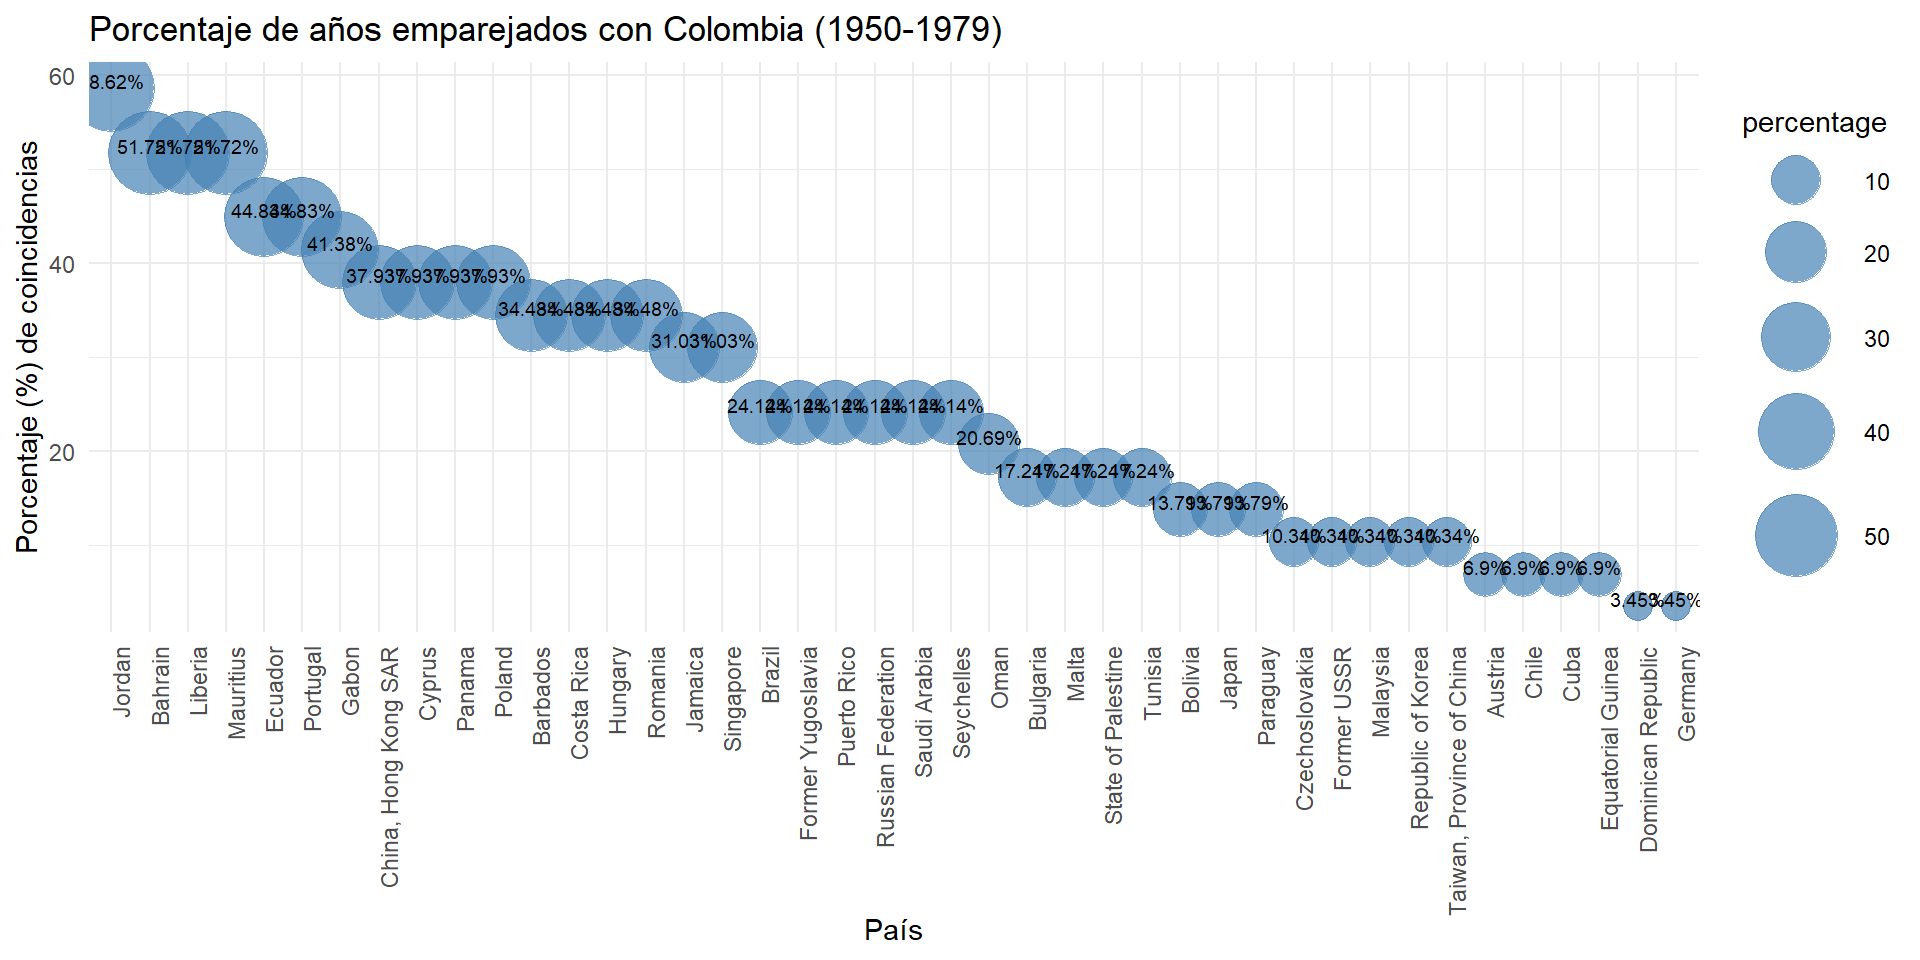 Porcentaje de años emparejados con Colombia (1950-1979)
Porcentaje (%) de coincidencias
60
40
20
8.62%
51.72% 51.72% 51.72%
44.83% 44.83%
41.38%
37.93% 37.93% 37.93% 37.93%
34.48% 34.48% 34.48% 34.48%
31.03% 31.03%
24.14% 24.14% 24.14% 24.14% 24.14% 24.14%
20.69%
17.24% 17.24% 17.24% 17.24%
13.79% 13.79% 13.79%
10.34% 10.34% 10.34% 10.34% 10.34%
6.9% 6.9% 6.9% 6.9%
3.45% 3.45%
Jordan
Bahrain
Liberia
Mauritius
Ecuador
Portugal
Gabon
China, Hong Kong SAR
Cyprus
Panama
Poland
Barbados
Costa Rica
Hungary
Romania
Jamaica
Singapore
Brazil
Former Yugoslavia
Puerto Rico
Russian Federation
Saudi Arabia
Seychelles
Oman
Bulgaria
Malta
State of Palestine
Tunisia
Bolivia
Japan
Paraguay
Czechoslovakia
Former USSR
Malaysia
Republic of Korea
Taiwan, Province of China
Austria
Chile
Cuba
Equatorial Guinea
Dominican Republic
Germany
País
percentage
10
20
30
40
50